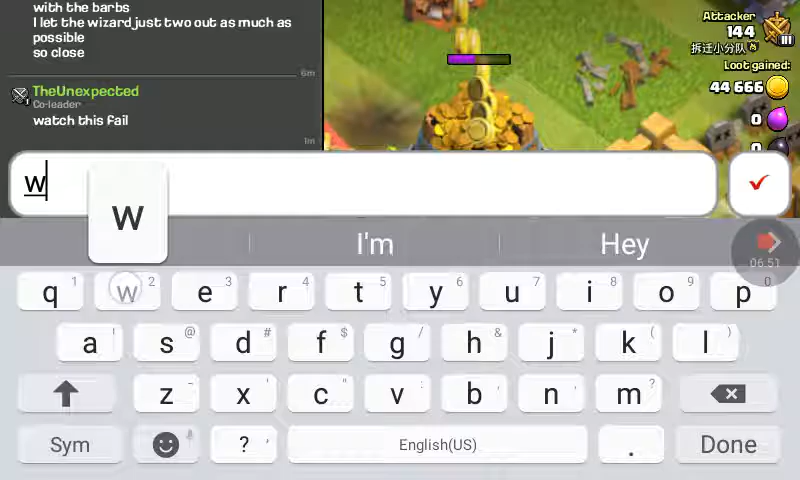 with the barbs
I let the wizard just two out as much as
possible
so close
6m
TheUnexpected
Co-leader
watch this fail
1m
Attacker
144
拆迁小分队
Loot gained:
44 666
0
0
w
w
I'm
Hey
06:51
q 1 w 2 e 3 r 4 t 5 y 6 u 7 i 8 o 9 p 0
a ! s @ d # f $ g / h & j * k ( l )
z - x ' c " v : b , n , m ?
Sym ? , English(US) . Done